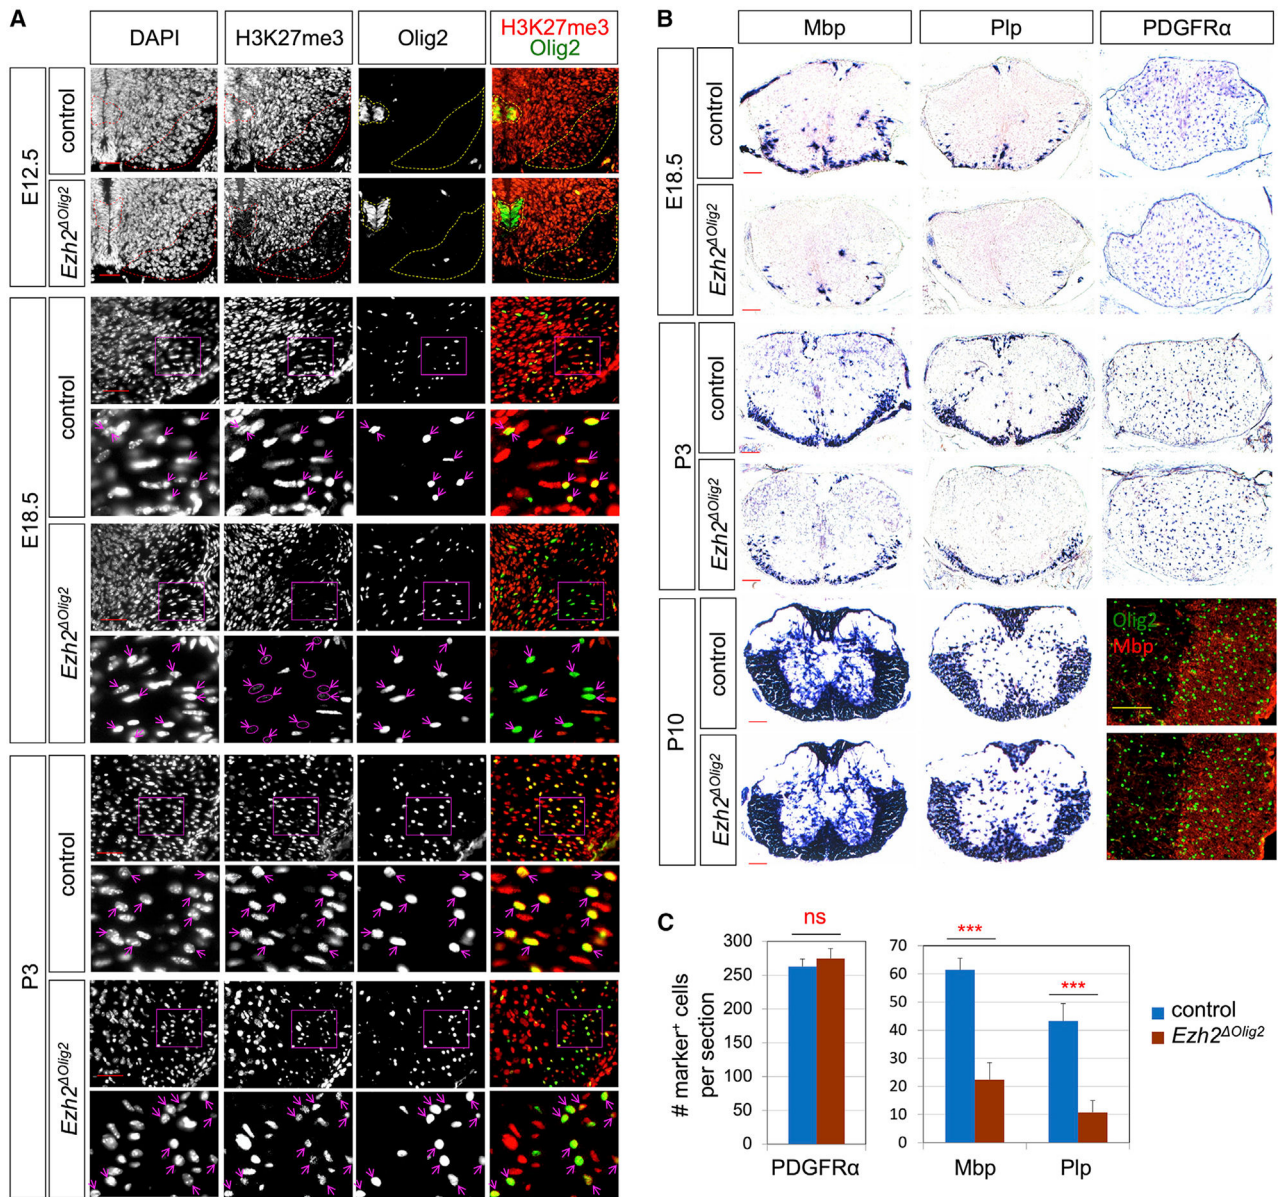 A
DAPI
H3K27me3
Olig2
H3K27me3
Olig2
E12.5
control
Ezh2ΔOlig2
E18.5
control
Ezh2ΔOlig2
P3
control
Ezh2ΔOlig2
B
Mbp
Plp
PDGFRα
E18.5
control
Ezh2ΔOlig2
P3
control
Ezh2ΔOlig2
P10
control
Ezh2ΔOlig2
Olig2
Mbp
C
# marker+ cells
per section
ns
300
250
200
150
100
50
0
PDGFRα
***
***
70
60
50
40
30
20
10
0
Mbp
Plp
control
Ezh2ΔOlig2